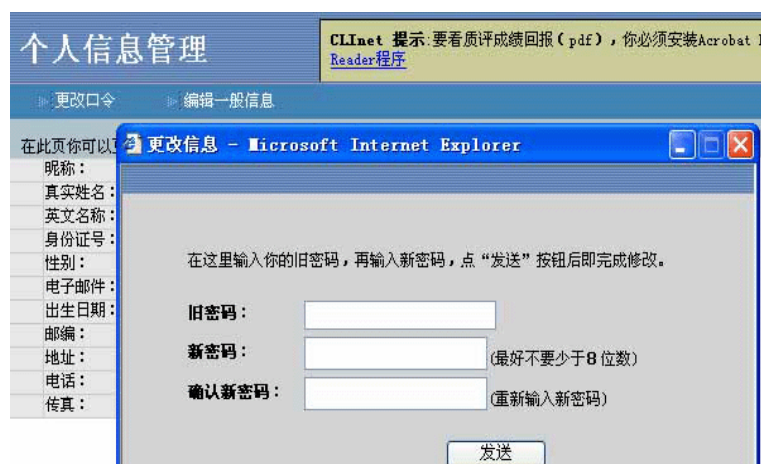 个人信息管理
CLInet 提示:要看质评成绩回报(pdf),你必须安装Acrobat
Reader程序
更改口令 编辑一般信息
在此页你可以
更改信息 - Microsoft Internet Explorer
昵称:
真实姓名:
英文名称:
身份证号:
性别:
电子邮件:
出生日期:
邮编:
地址:
电话:
传真:
在这里输入你的旧密码,再输入新密码,点“发送”按钮后即完成修改。
旧密码:
新密码: (最好不要少于8位数)
确认新密码: (重新输入新密码)
发送